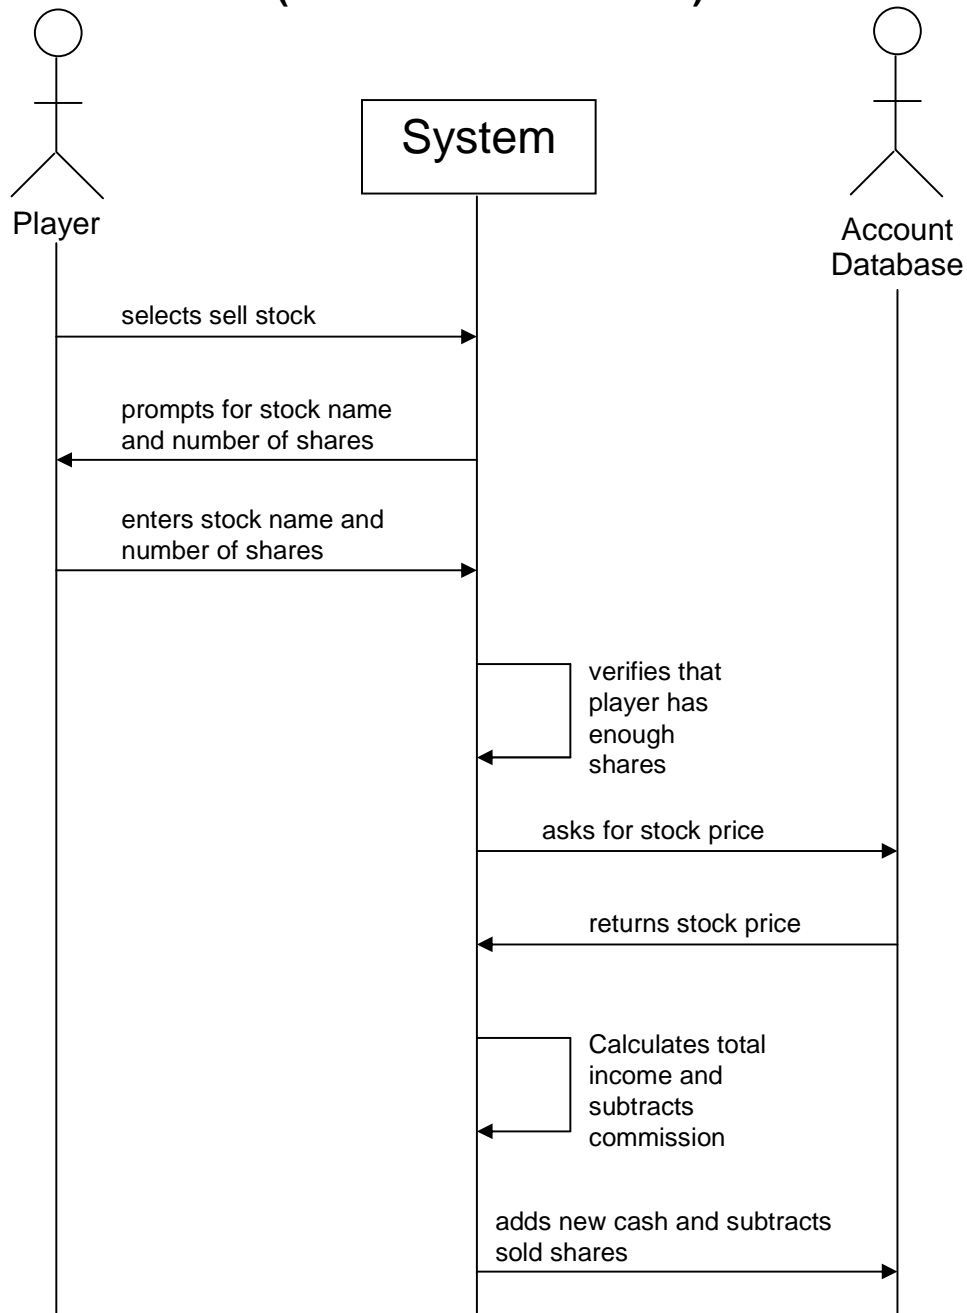 System
Player
Account
Database
selects sell stock
prompts for stock name
and number of shares
enters stock name and
number of shares
verifies that
player has
enough
shares
asks for stock price
returns stock price
Calculates total
income and
subtracts
commission
adds new cash and subtracts
sold shares